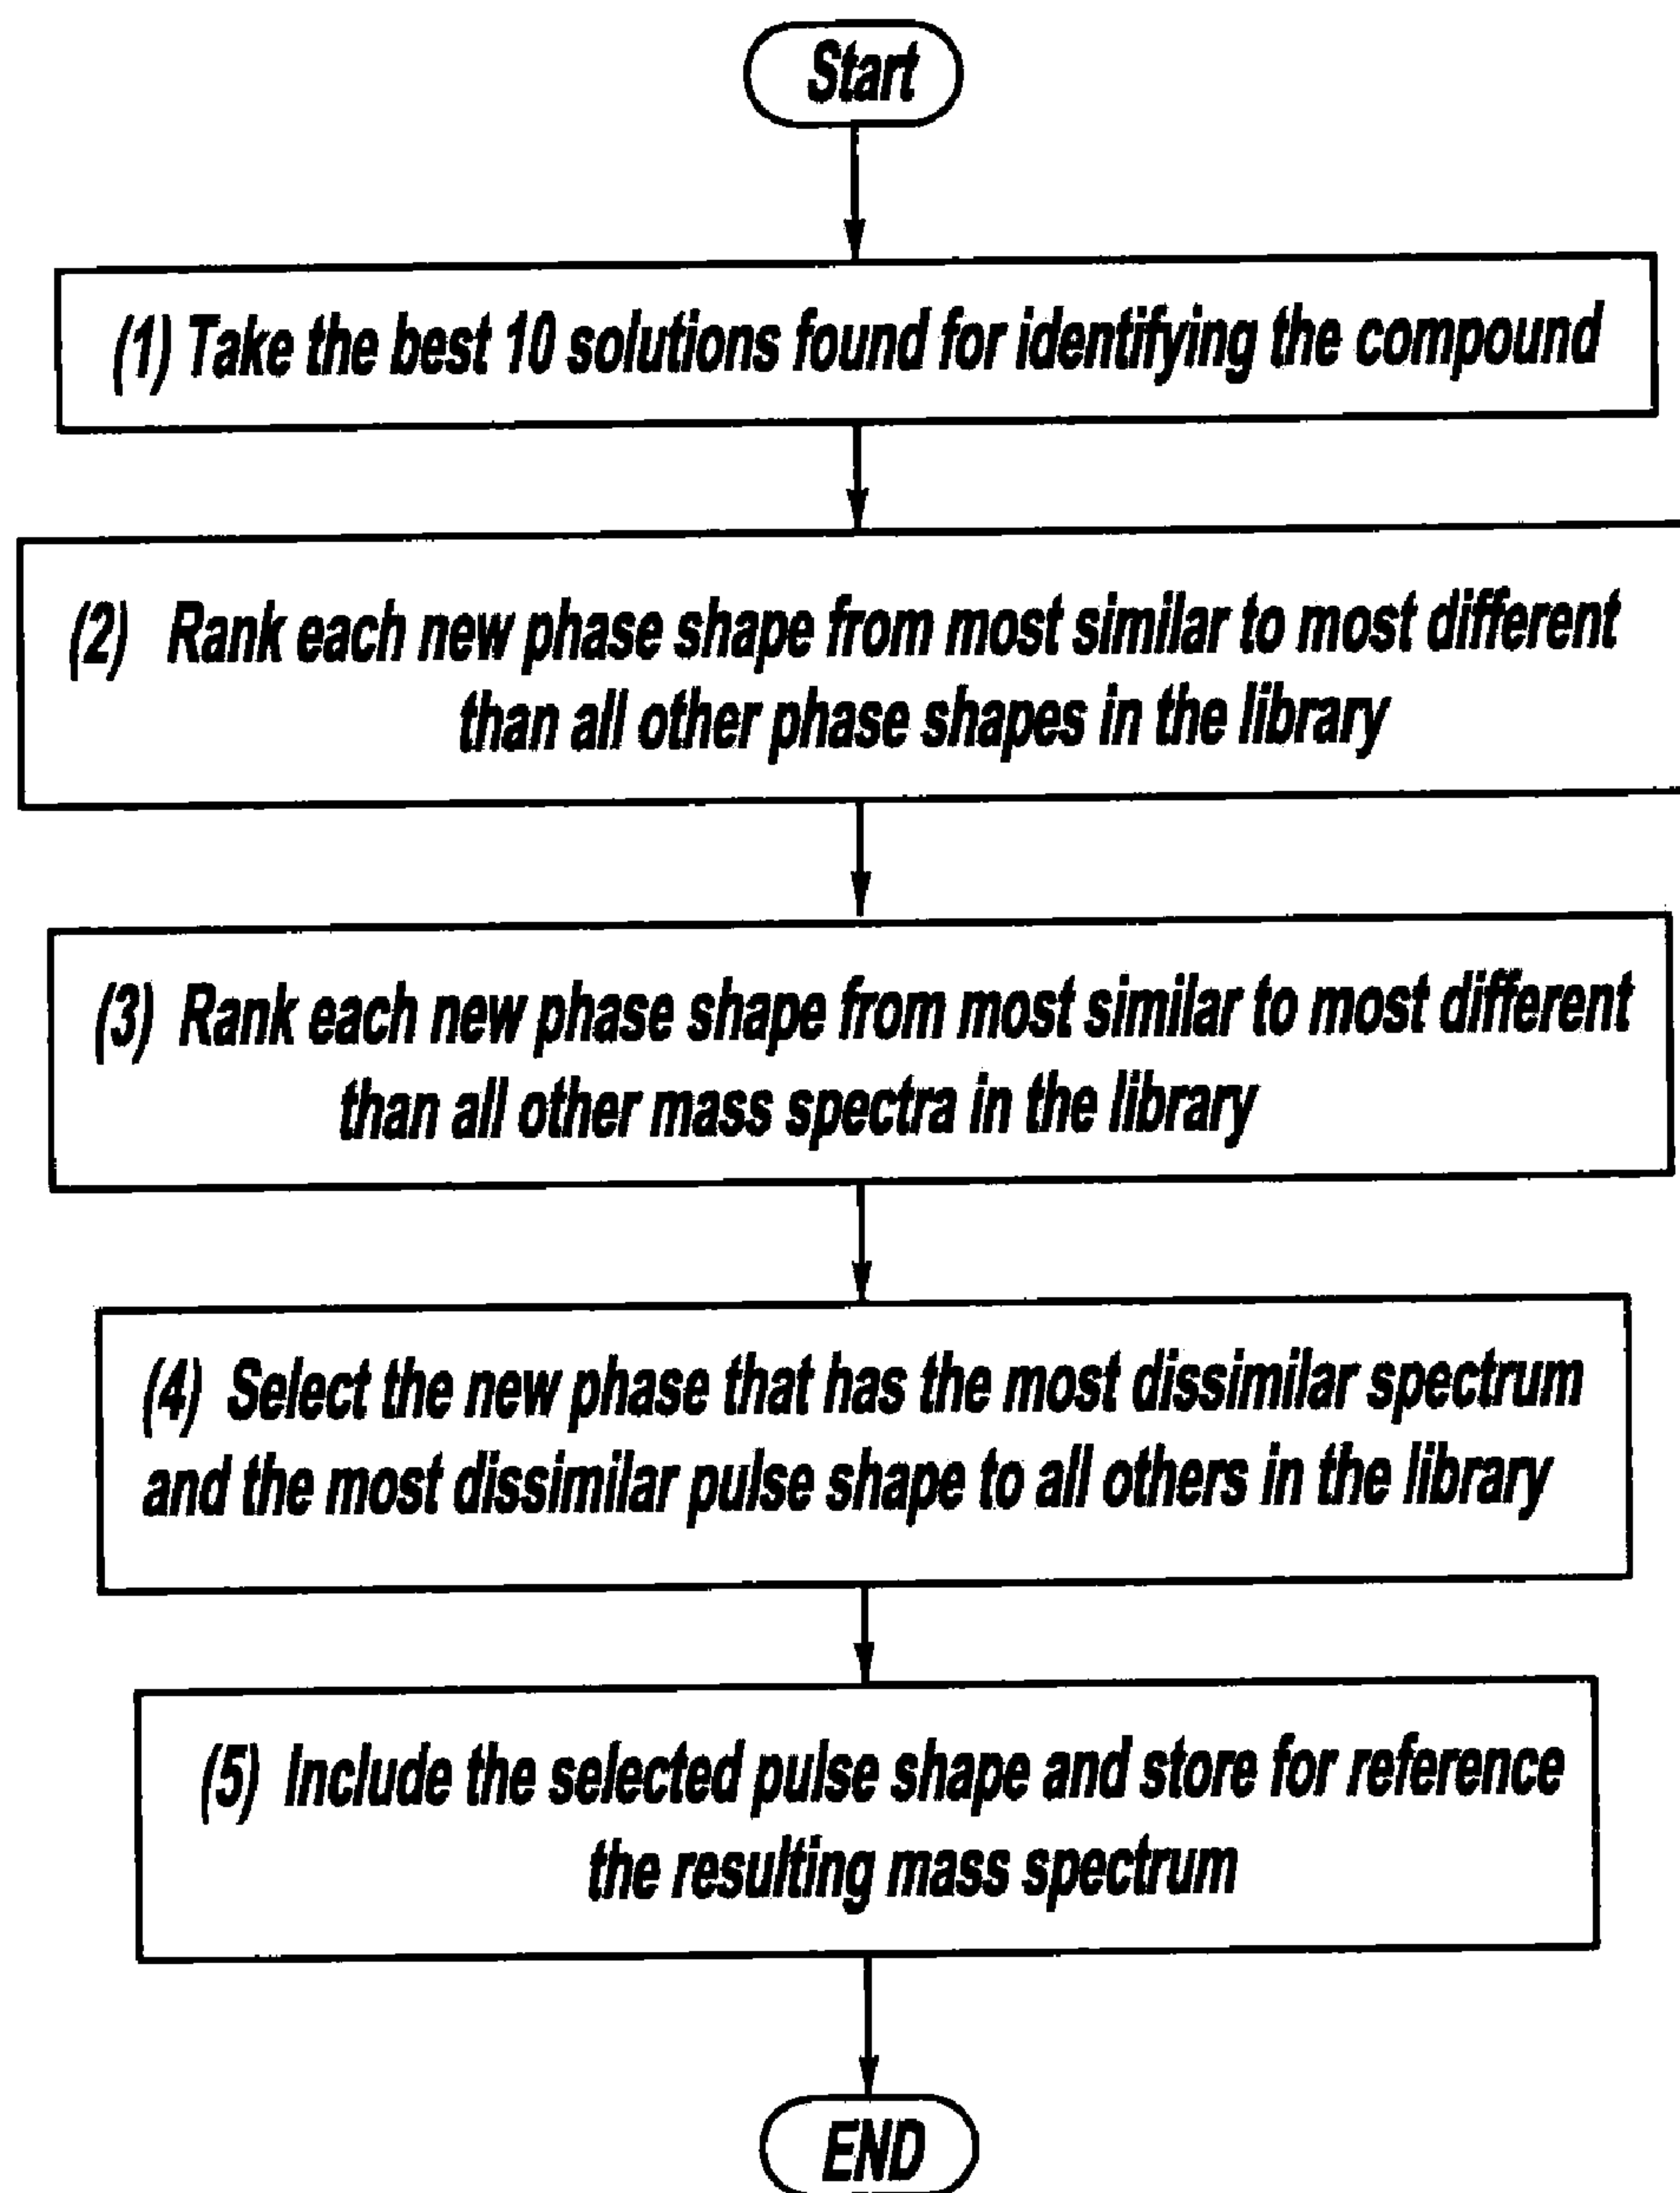 Start
(1) Take the best 10 solutions found for identifying the compound
(2) Rank each new phase shape from most similar to most different
than all other phase shapes in the library
(3) Rank each new phase shape from most similar to most different
than all other mass spectra in the library
(4) Select the new phase that has the most dissimilar spectrum
and the most dissimilar pulse shape to all others in the library
(5) Include the selected pulse shape and store for reference
the resulting mass spectrum
END